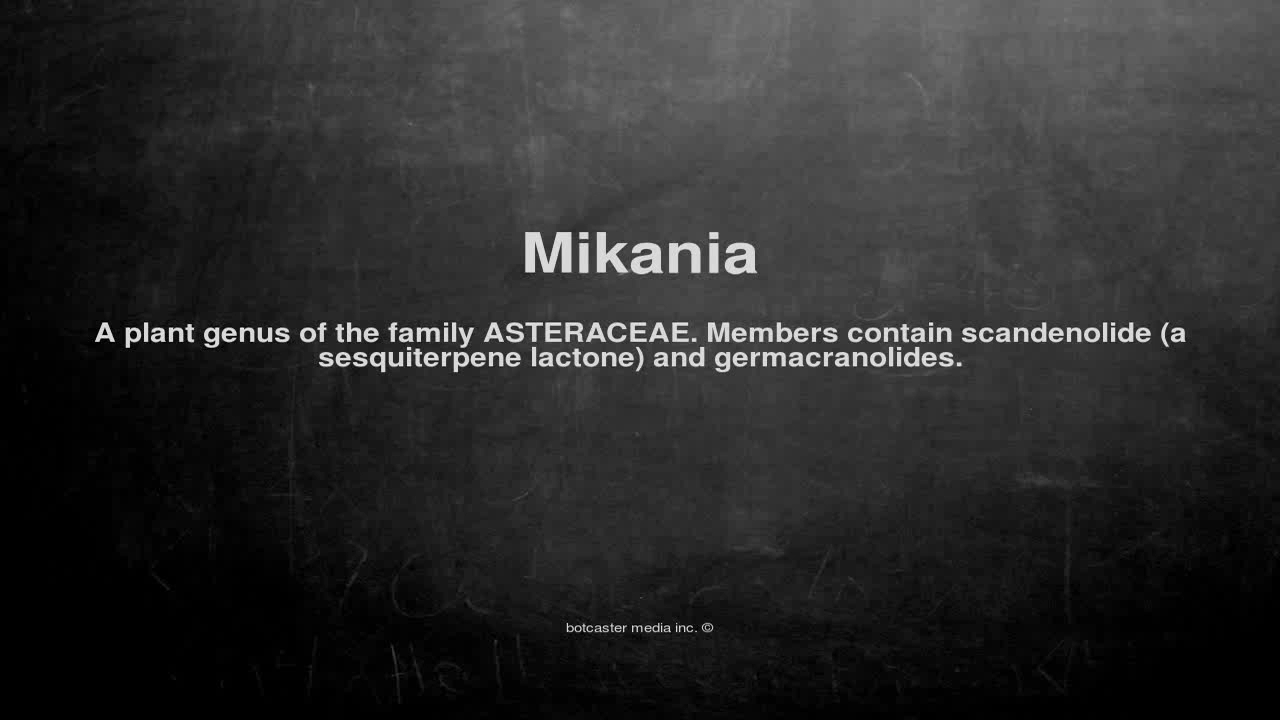 Mikania
A plant genus of the family ASTERACEAE. Members contain scandenolide (a
sesquiterpene lactone) and germacranolides.
botcaster media inc. ©